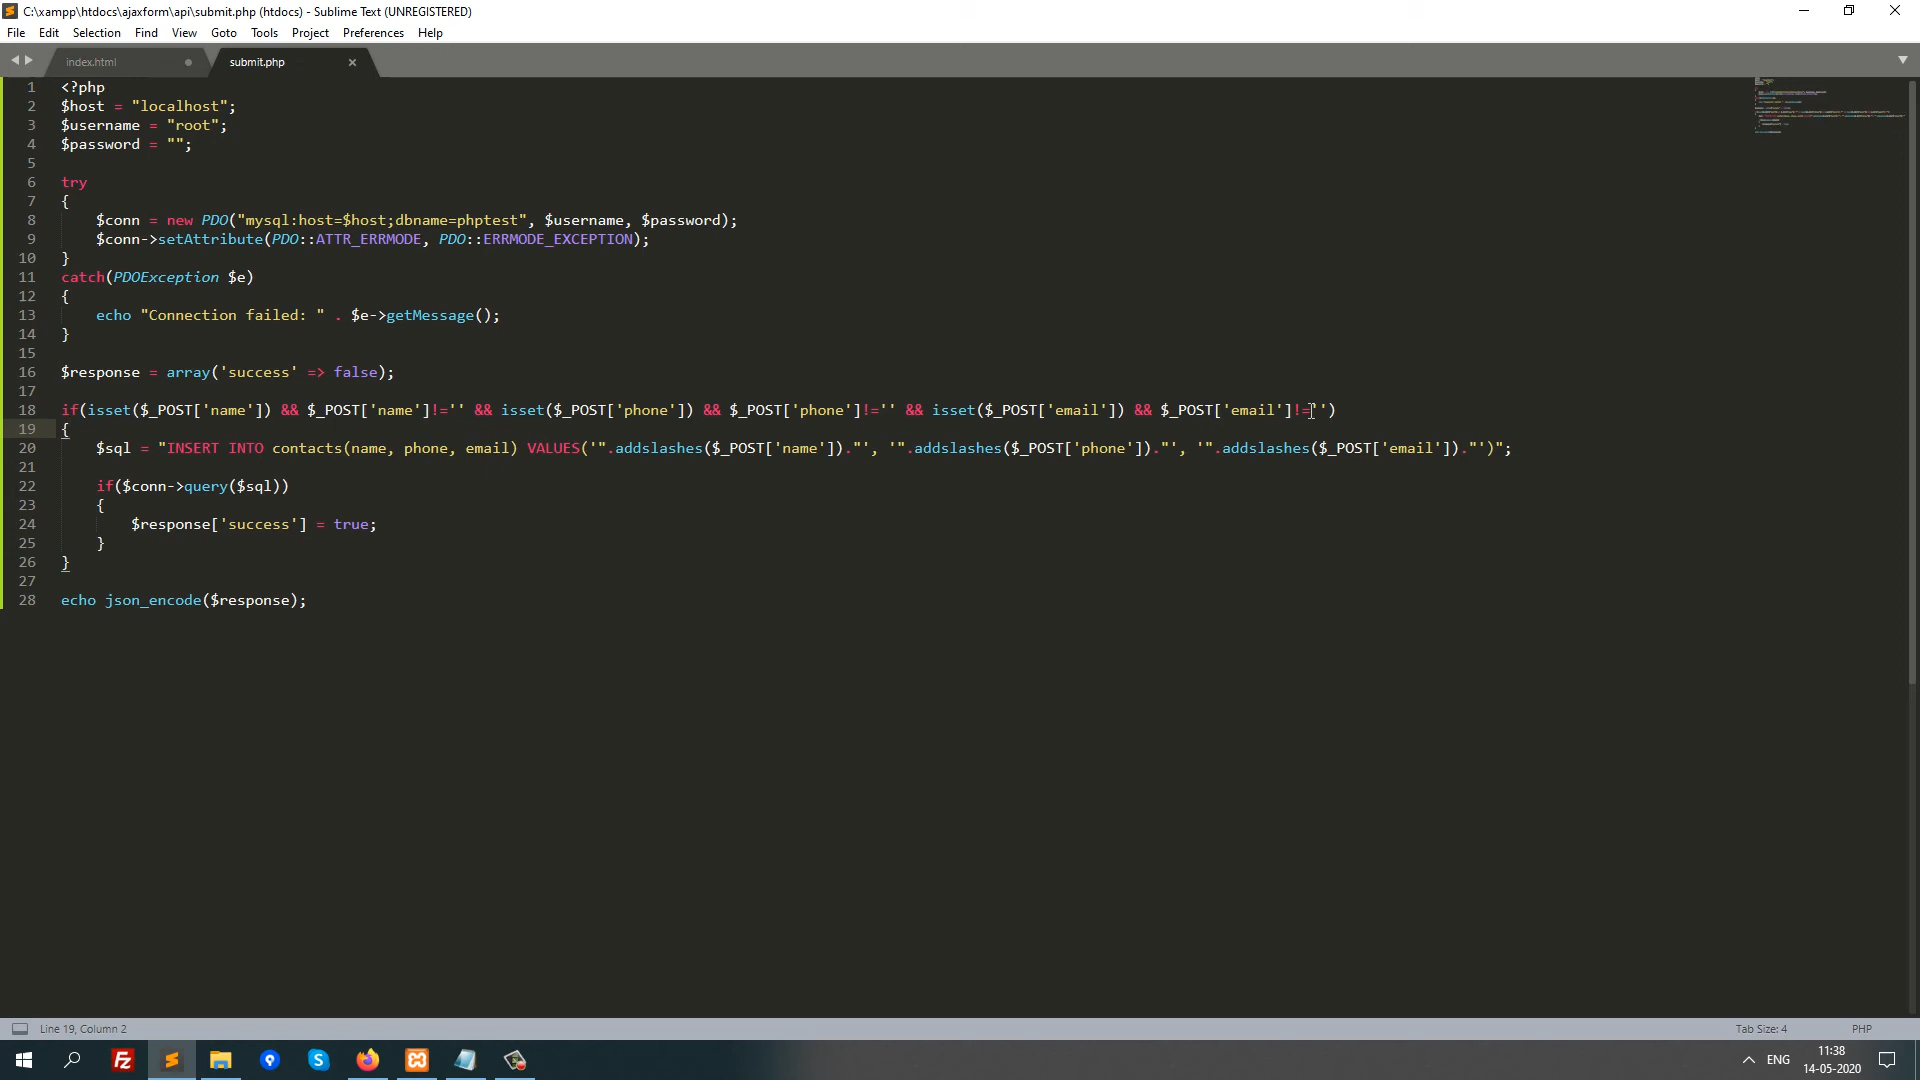 C:\xampp\htdocs\ajaxform\api\submit.php (htdocs) - Sublime Text (UNREGISTERED)
File Edit Selection Find View Goto Tools Project Preferences Help
index.html submit.php
1 <?php
2 $host = "localhost";
3 $username = "root";
4 $password = "";
5
6 try
7 {
8 $conn = new PDO("mysql:host=$host;dbname=phptest", $username, $password);
9 $conn->setAttribute(PDO::ATTR_ERRMODE, PDO::ERRMODE_EXCEPTION);
10 }
11 catch(PDOException $e)
12 {
13 echo "Connection failed: " . $e->getMessage();
14 }
15
16 $response = array('success' => false);
17
18 if(isset($_POST['name']) && $_POST['name']!='' && isset($_POST['phone']) && $_POST['phone']!='' && isset($_POST['email']) && $_POST['email']!='')
19 {
20 $sql = "INSERT INTO contacts(name, phone, email) VALUES('".addslashes($_POST['name'])."', '".addslashes($_POST['phone'])."', '".addslashes($_POST['email'])."')";
21
22 if($conn->query($sql))
23 {
24 $response['success'] = true;
25 }
26 }
27
28 echo json_encode($response);
Line 19, Column 2 Tab Size: 4 PHP
ENG 11:38
14-05-2020